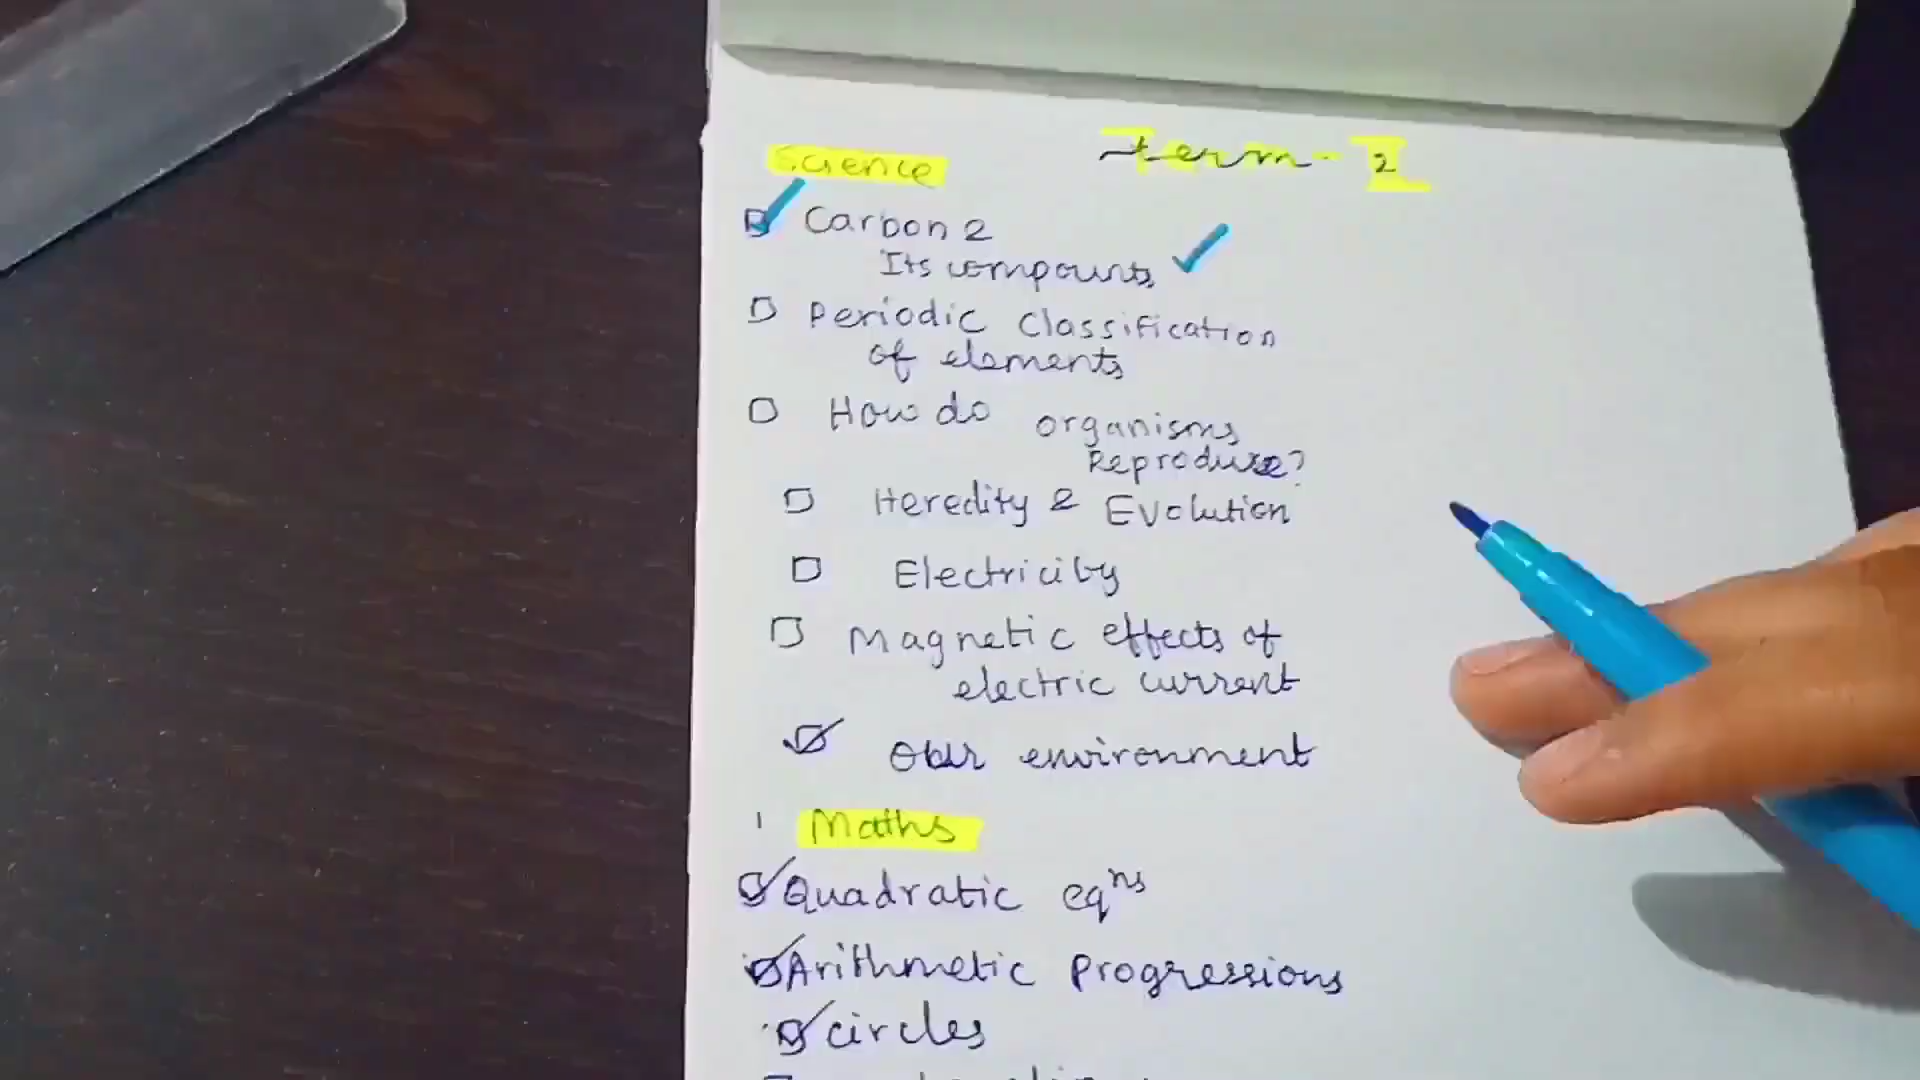 Term-2
Science
Carbon &
Its compounts
Periodic Classification
of elements
How do organisms
Reproduce?
Heredity & Evolution
Electricity
Magnetic effects of
electric current
Our environment
Maths
Quadratic eqns
Arithmetic Progressions
circles